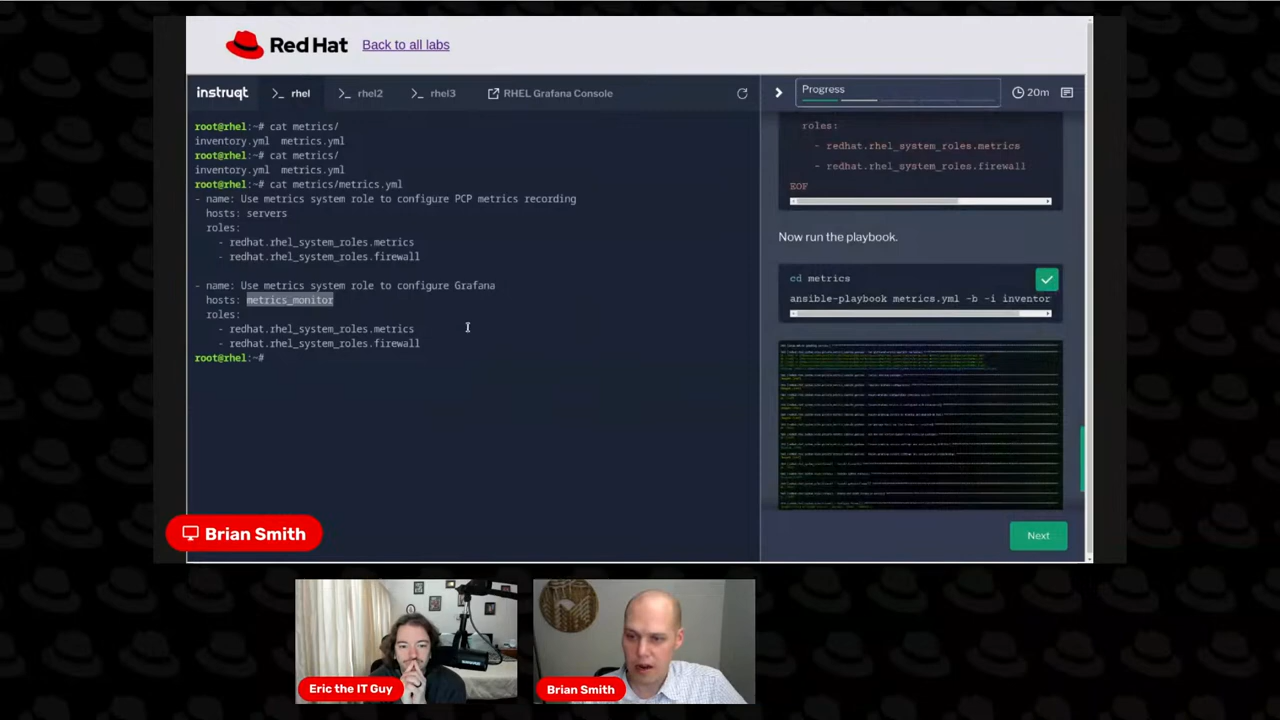 Red Hat
Back to all labs
instruqt
>_ rhel
>_ rhel2
>_ rhel3
RHEL Grafana Console
Progress
20m
root@rhel:~# cat metrics/
inventory.yml  metrics.yml
root@rhel:~# cat metrics/
inventory.yml  metrics.yml
root@rhel:~# cat metrics/metrics.yml
- name: Use metrics system role to configure PCP metrics recording
  hosts: servers
  roles:
    - redhat.rhel_system_roles.metrics
    - redhat.rhel_system_roles.firewall
- name: Use metrics system role to configure Grafana
  hosts: metrics_monitor
  roles:
    - redhat.rhel_system_roles.metrics
    - redhat.rhel_system_roles.firewall
root@rhel:~#
roles:
  - redhat.rhel_system_roles.metrics
  - redhat.rhel_system_roles.firewall
EOF
Now run the playbook.
cd metrics
ansible-playbook metrics.yml -b -i inventor
Next
Brian Smith
Eric the IT Guy
Brian Smith